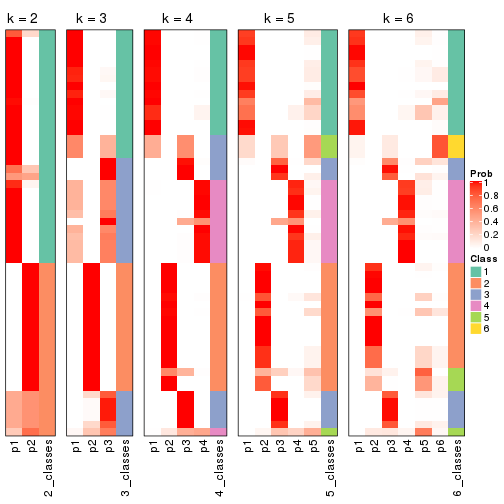 k = 2
k = 3
k = 4
k = 5
k = 6
Prob
1
0.8
0.6
0.4
0.2
0
Class
1
2
3
4
5
6
p1
p2
2_classes
p1
p2
p3
3_classes
p1
p2
p3
p4
4_classes
p1
p2
p3
p4
p5
5_classes
p1
p2
p3
p4
p5
p6
6_classes